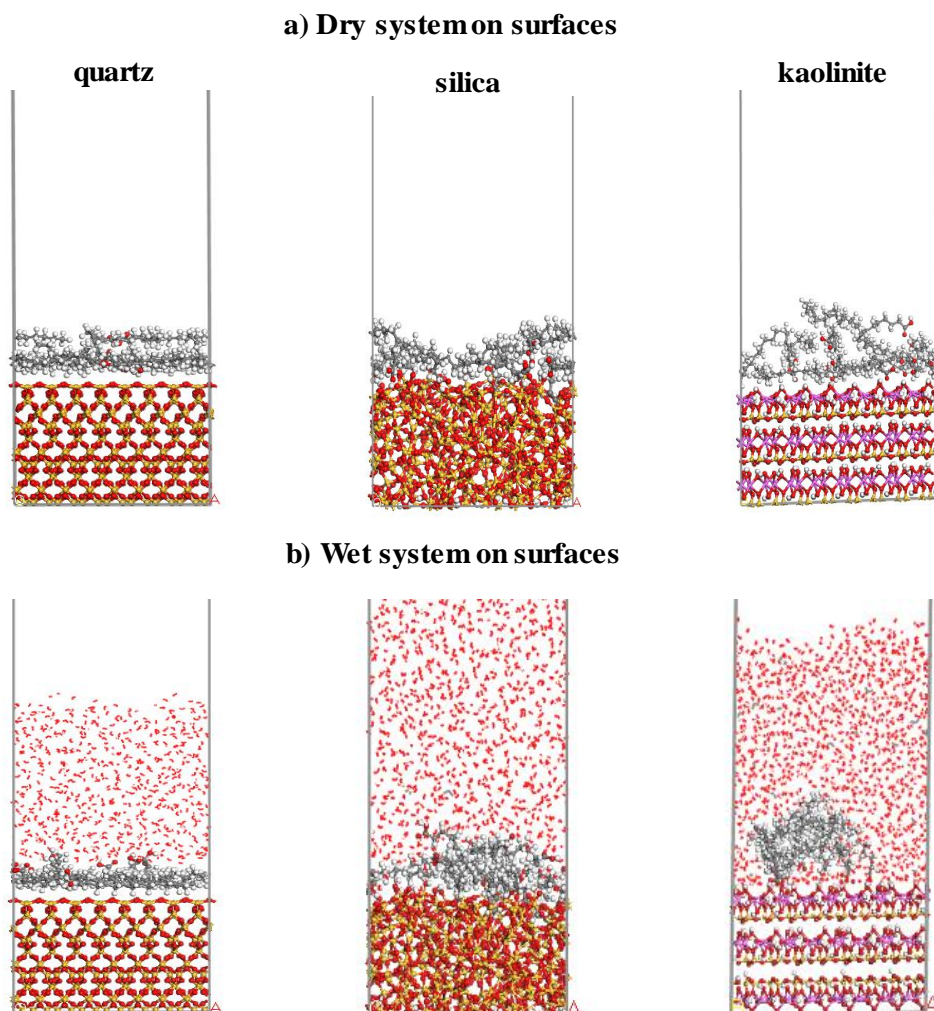 a) Dry system on surfaces
quartz
silica
kaolinite
b) Wet system on surfaces